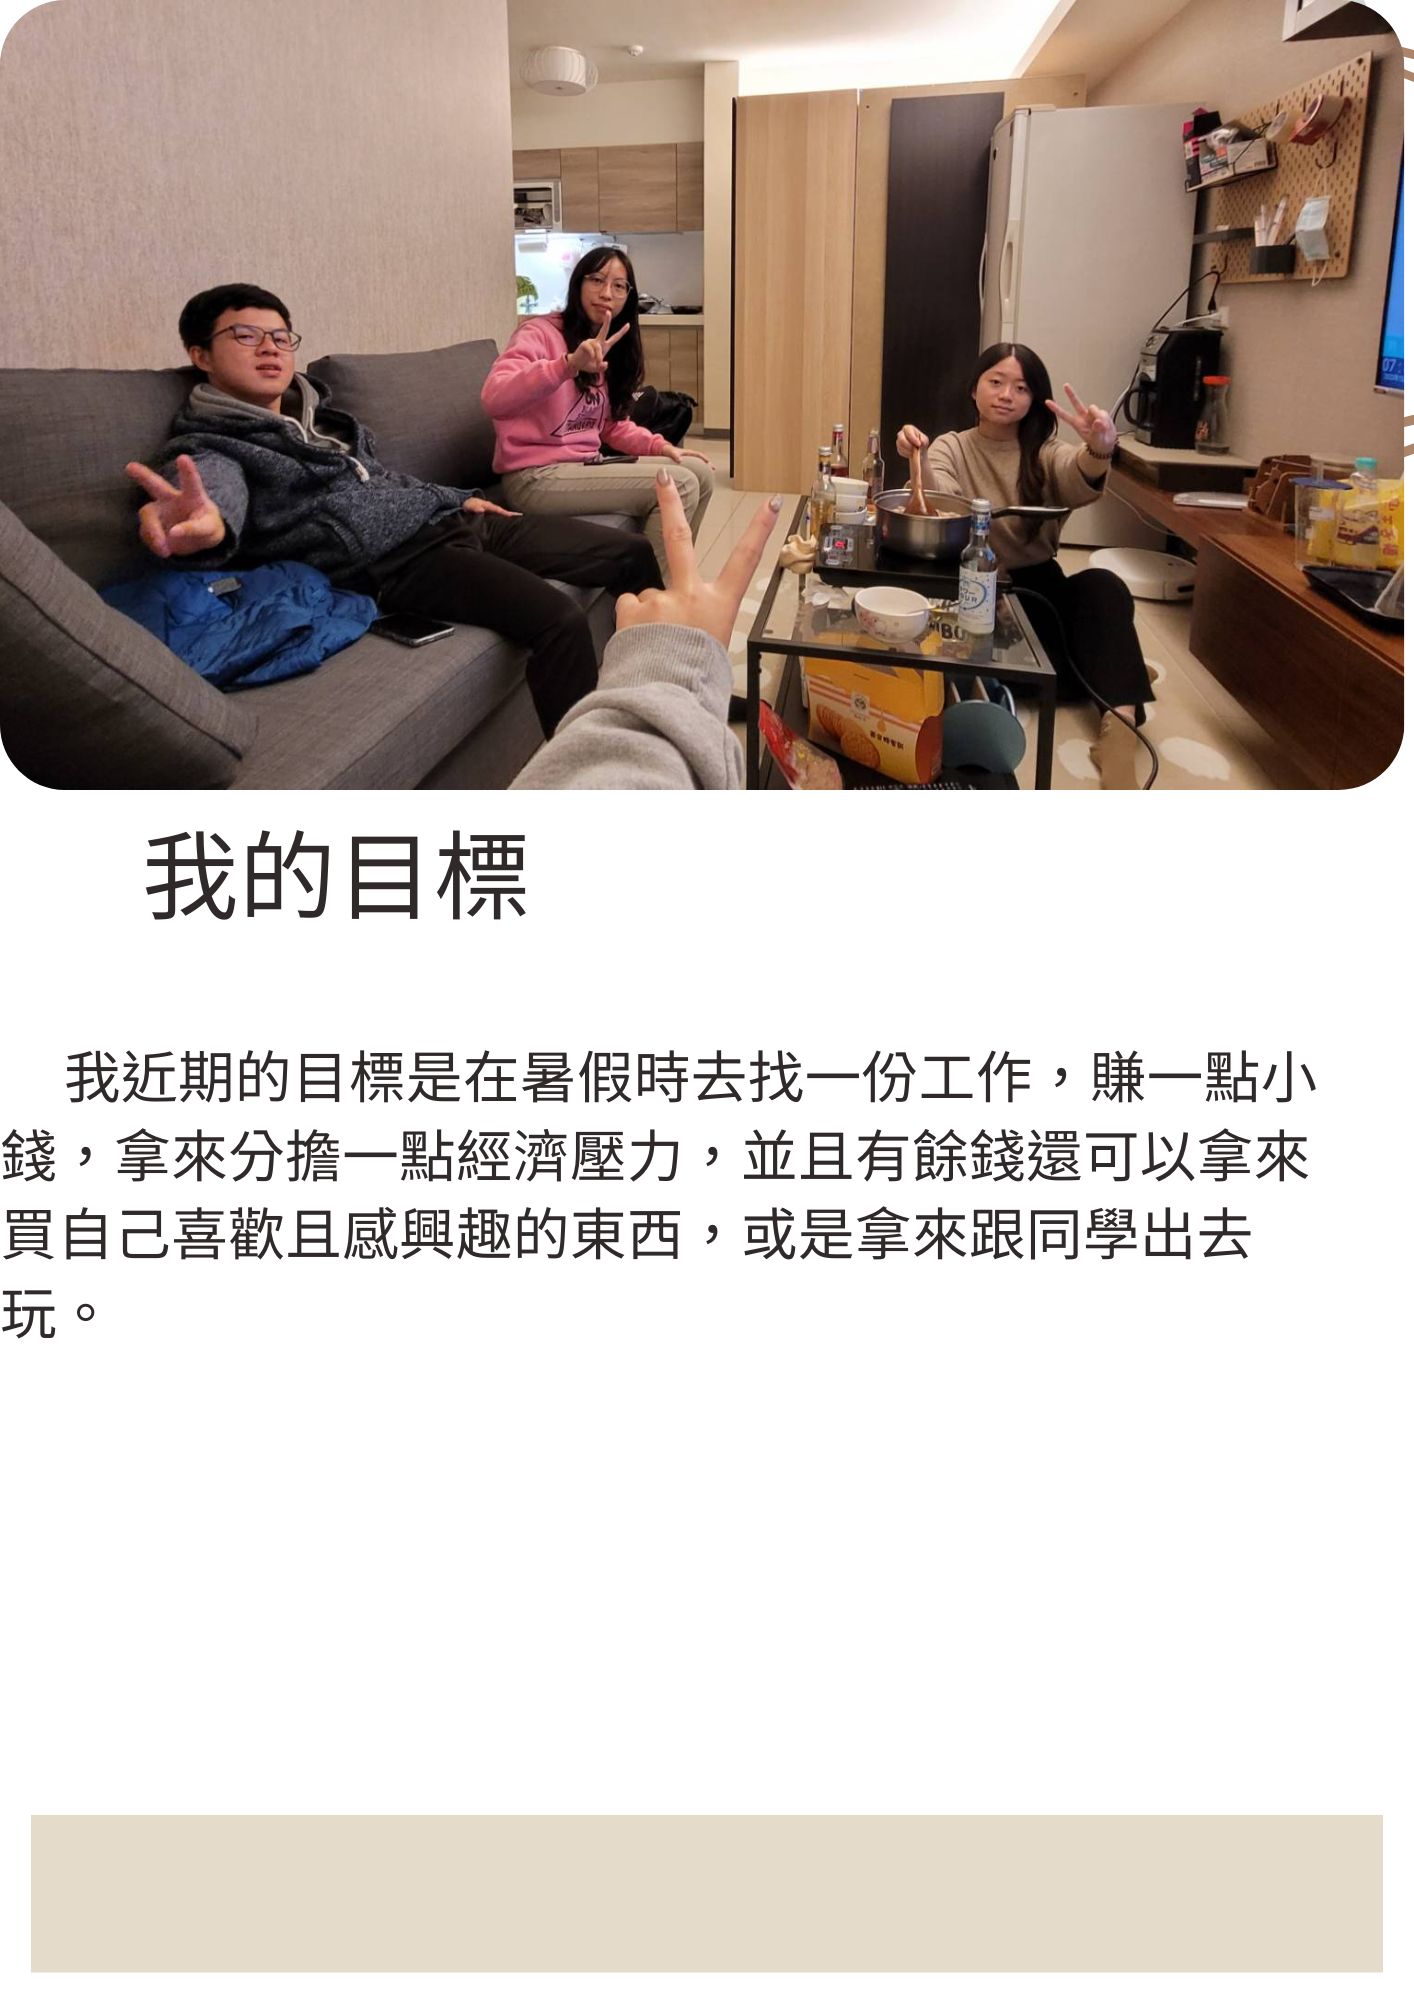 07:
我的目標
我近期的目標是在暑假時去找一份工作，賺一點小
錢，拿來分擔一點經濟壓力，並且有餘錢還可以拿來
買自己喜歡且感興趣的東西，或是拿來跟同學出去
玩。